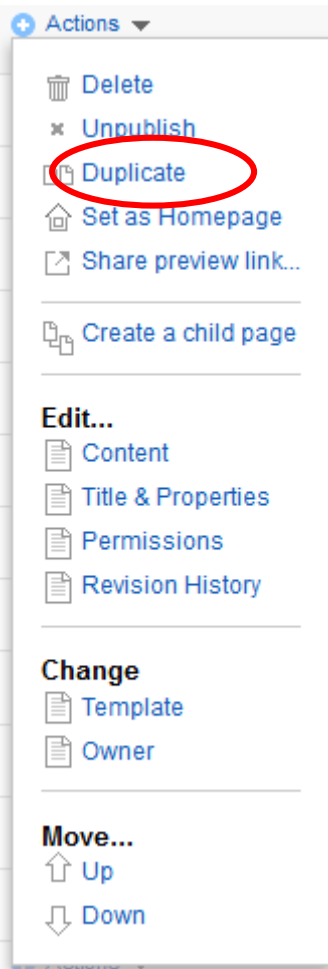 Actions
Delete
Unpublish
Duplicate
Set as Homepage
Share preview link...
Create a child page
Edit...
Content
Title & Properties
Permissions
Revision History
Change
Template
Owner
Move...
Up
Down